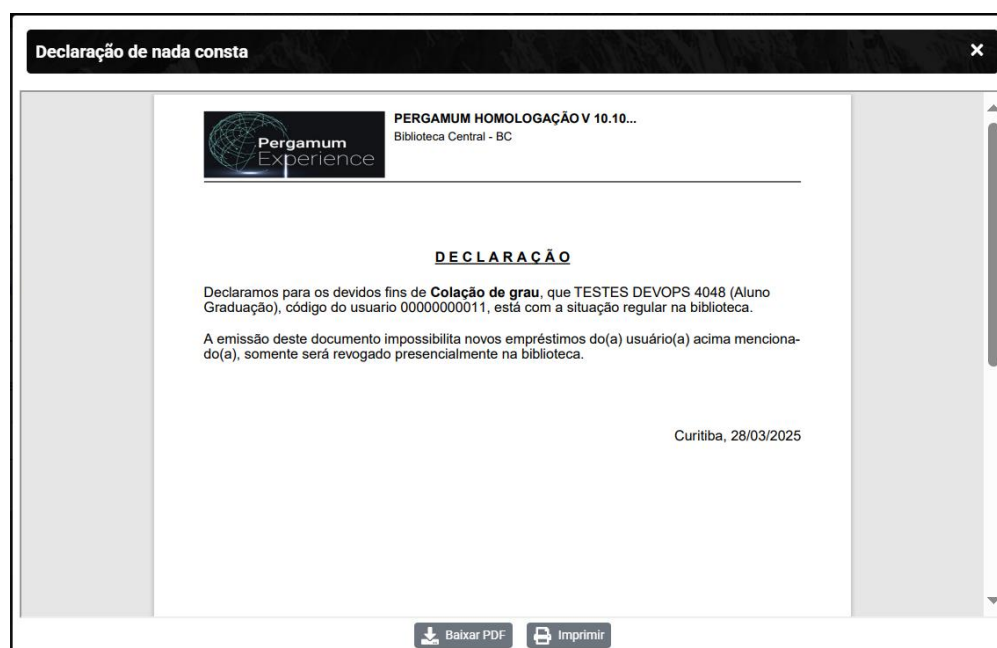 Declaração de nada consta
Pergamum
Experience
PERGAMUM HOMOLOGAÇÃO V 10.10...
Biblioteca Central - BC
DECLARAÇÃO
Declaramos para os devidos fins de Colação de grau, que TESTES DEVOPS 4048 (Aluno
Graduação), código do usuario 00000000011, está com a situação regular na biblioteca.
A emissão deste documento impossibilita novos empréstimos do(a) usuário(a) acima menciona-
do(a), somente será revogado presencialmente na biblioteca.
Curitiba, 28/03/2025
Baixar PDF
Imprimir